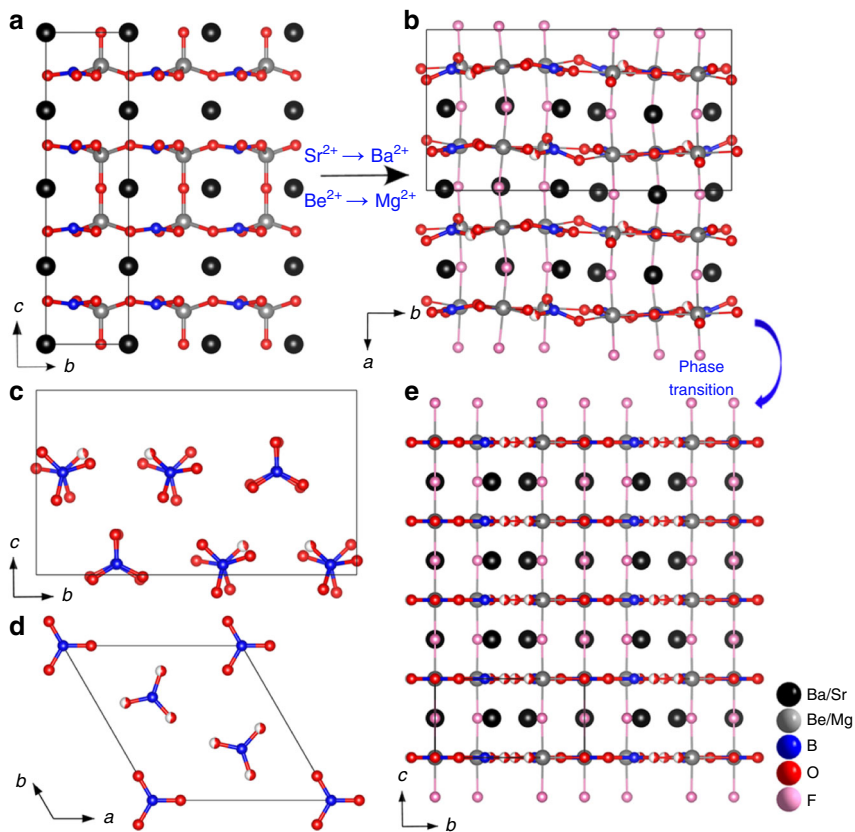 a
b
Sr²⁺ → Ba²⁺
Be²⁺ → Mg²⁺
c
b
b
a
Phase
transition
c
e
c
b
d
b
a
c
b
Ba/Sr
Be/Mg
B
O
F